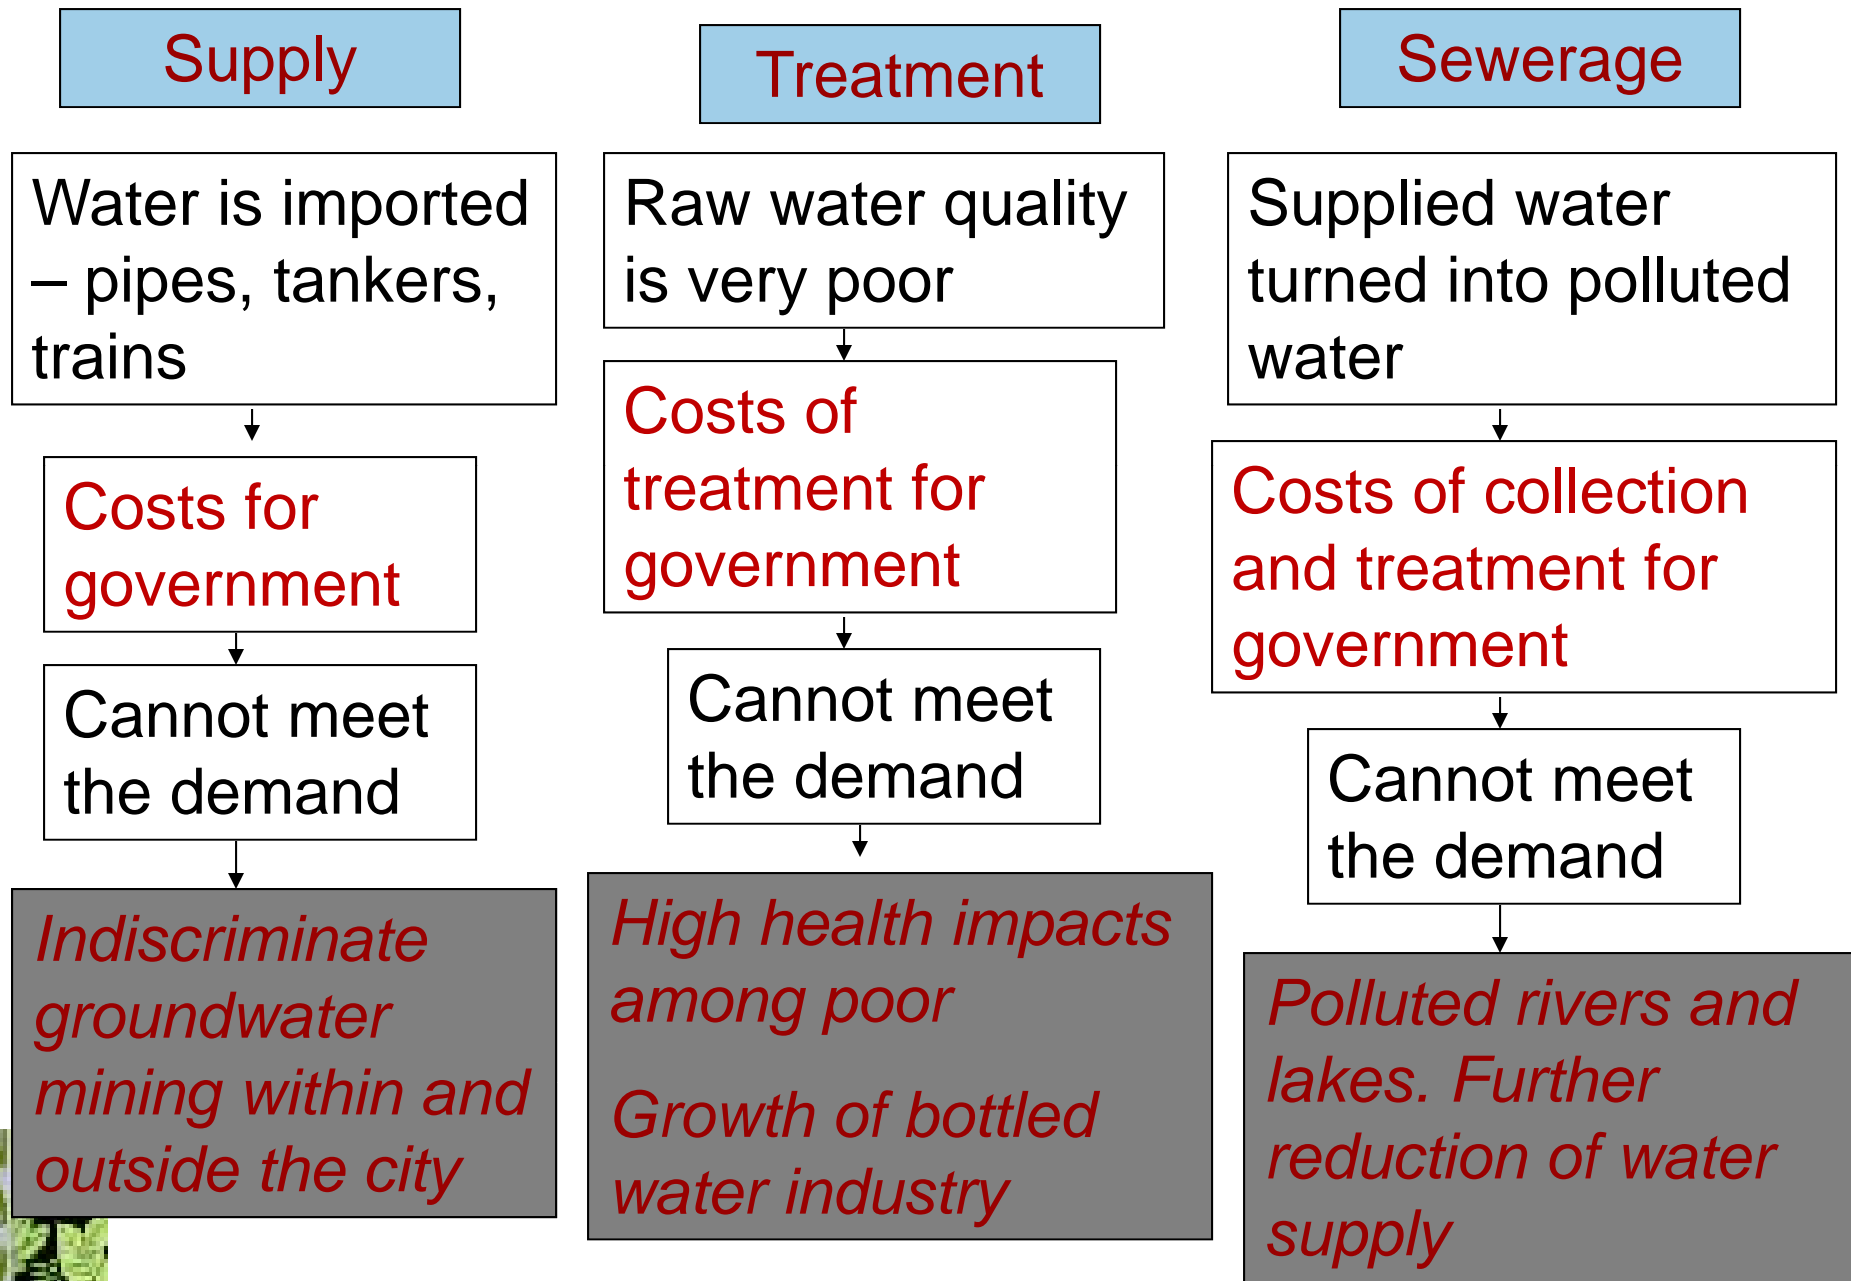 Supply
Water is imported
– pipes, tankers,
trains
Costs for
government
Cannot meet
the demand
Indiscriminate
groundwater
mining within and
outside the city
Treatment
Raw water quality
is very poor
Costs of
treatment for
government
Cannot meet
the demand
High health impacts
among poor
Growth of bottled
water industry
Sewerage
Supplied water
turned into polluted
water
Costs of collection
and treatment for
government
Cannot meet
the demand
Polluted rivers and
lakes. Further
reduction of water
supply